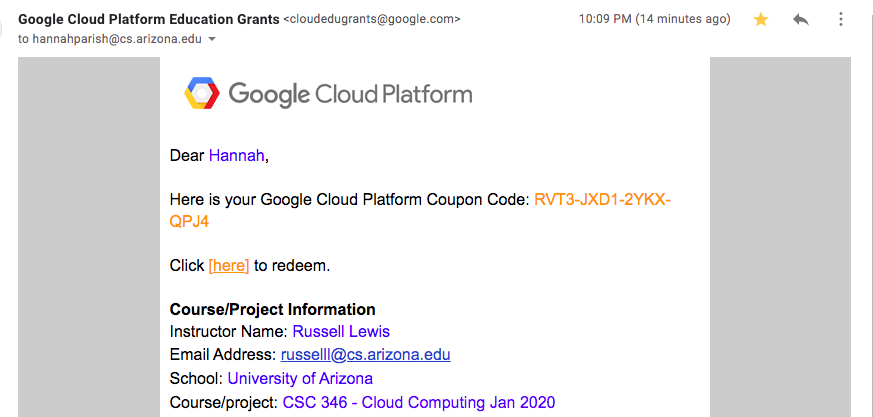 Google Cloud Platform Education Grants <cloudedugrants@google.com> 10:09 PM (14 minutes ago)
to hannahparish@cs.arizona.edu
Google Cloud Platform
Dear Hannah,
Here is your Google Cloud Platform Coupon Code: RVT3-JXD1-2YKX-
QPJ4
Click [here] to redeem.
Course/Project Information
Instructor Name: Russell Lewis
Email Address: russelll@cs.arizona.edu
School: University of Arizona
Course/project: CSC 346 - Cloud Computing Jan 2020